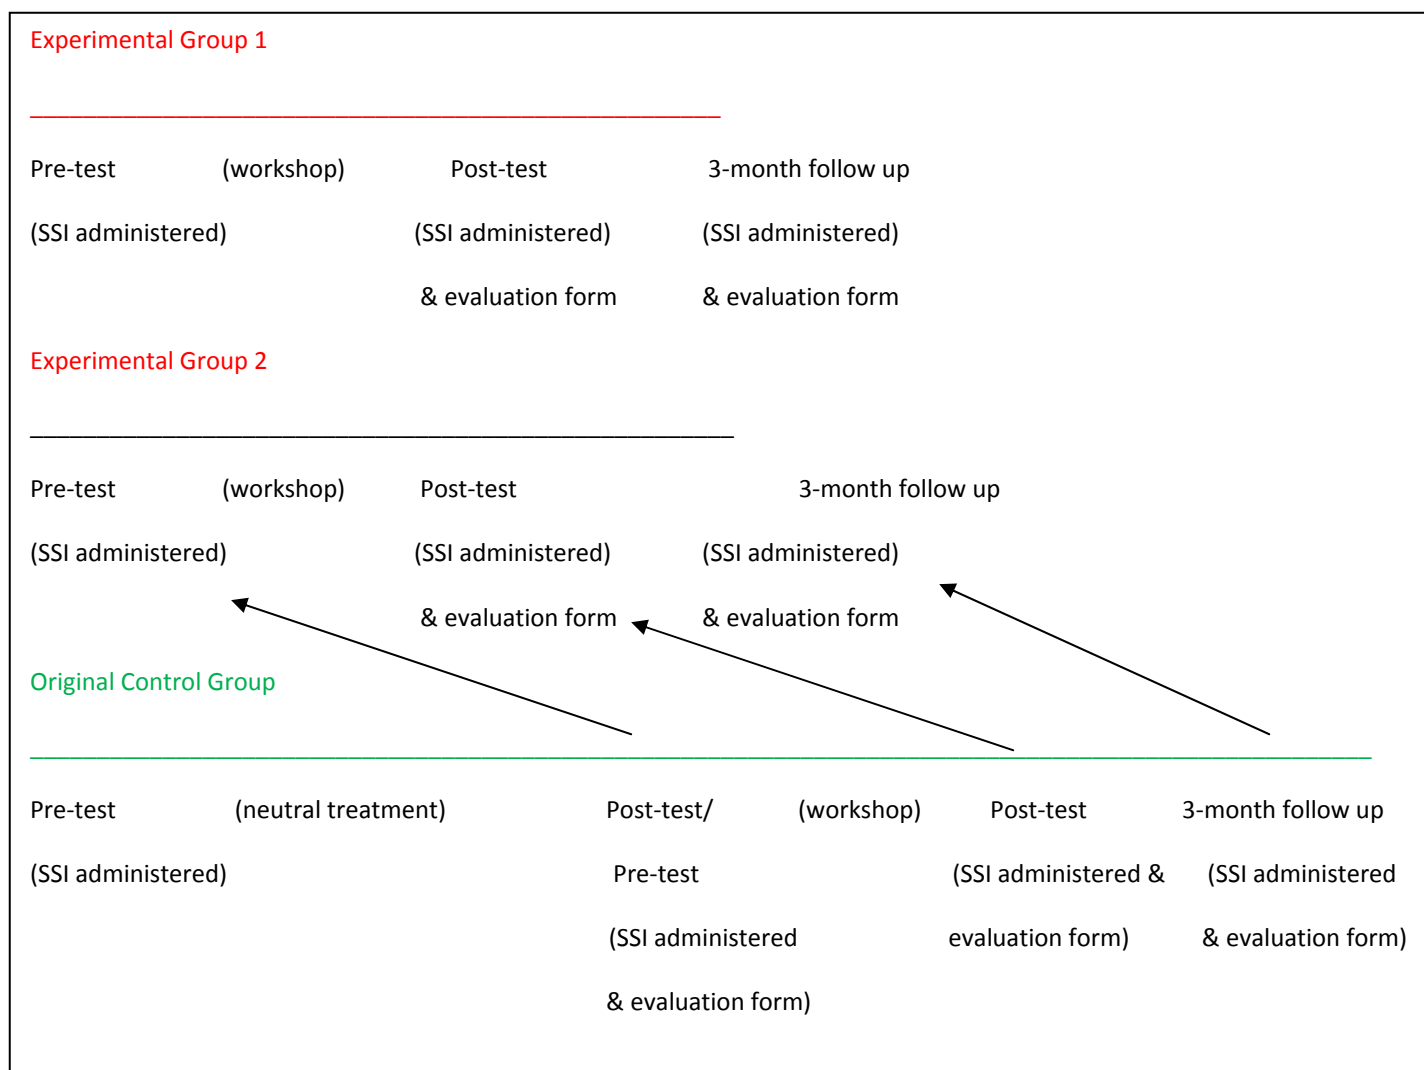 Experimental Group 1
Pre-test (workshop) Post-test 3-month follow up
(SSI administered) (SSI administered) (SSI administered)
& evaluation form & evaluation form
Experimental Group 2
Pre-test (workshop) Post-test 3-month follow up
(SSI administered) (SSI administered) (SSI administered)
& evaluation form & evaluation form
Original Control Group
Pre-test (neutral treatment) Post-test/ (workshop) Post-test 3-month follow up
(SSI administered) Pre-test (SSI administered & (SSI administered
(SSI administered evaluation form) & evaluation form)
& evaluation form)